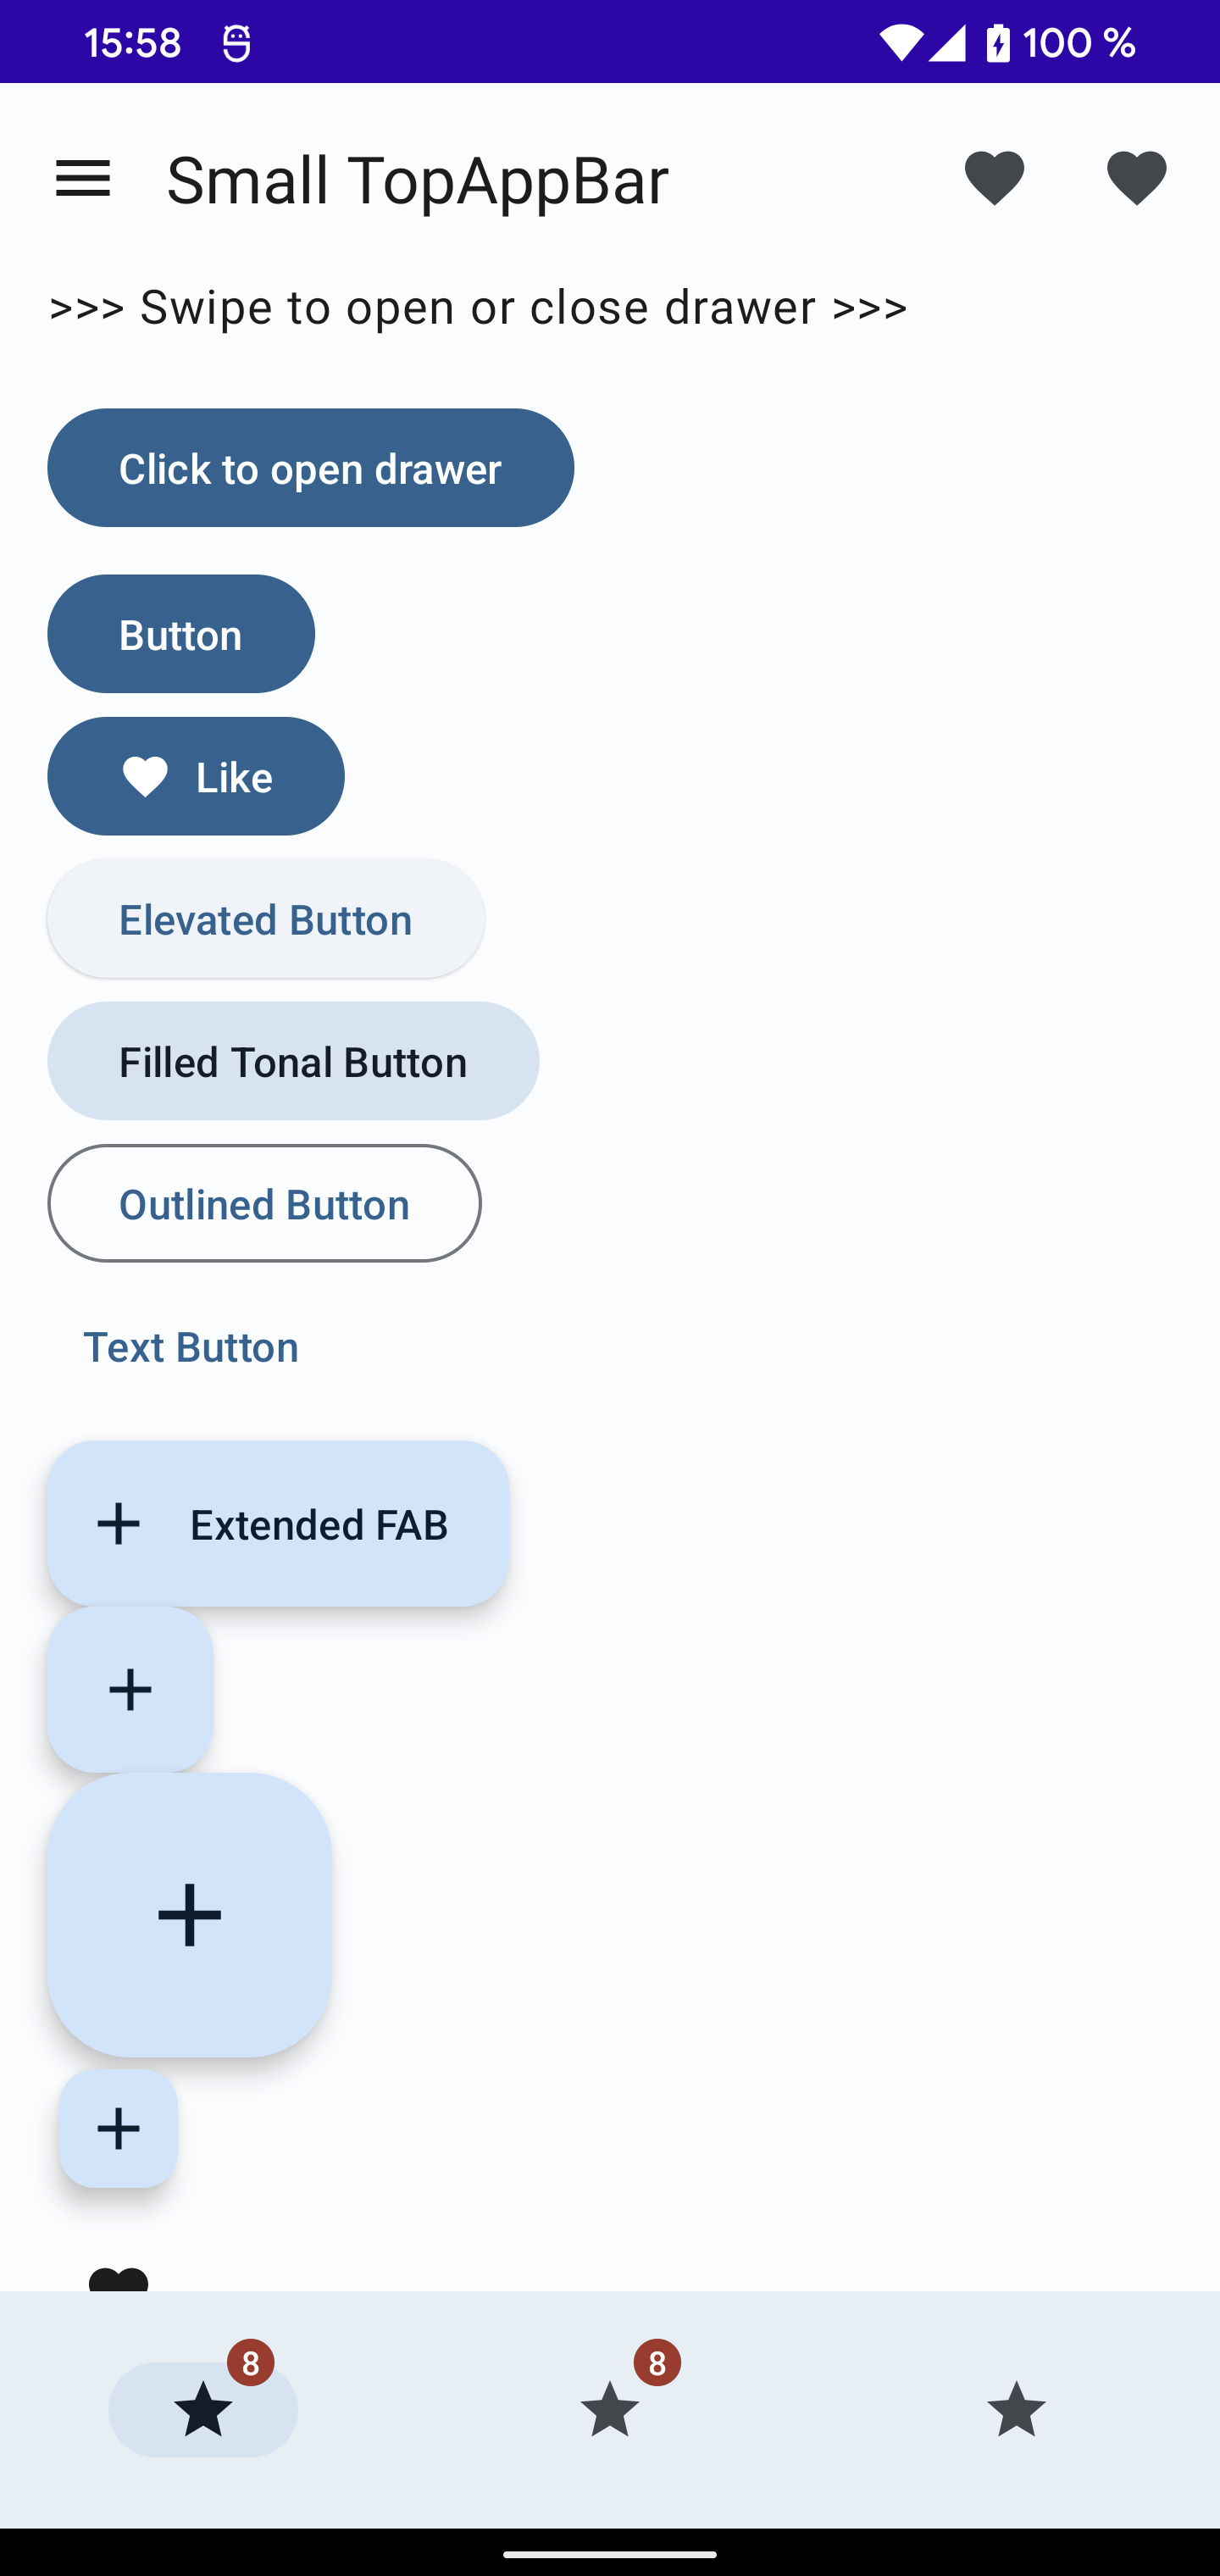 15:58 100 %
Small TopAppBar
>>> Swipe to open or close drawer >>>
Click to open drawer
Button
Like
Elevated Button
Filled Tonal Button
Outlined Button
Text Button
Extended FAB
8 8